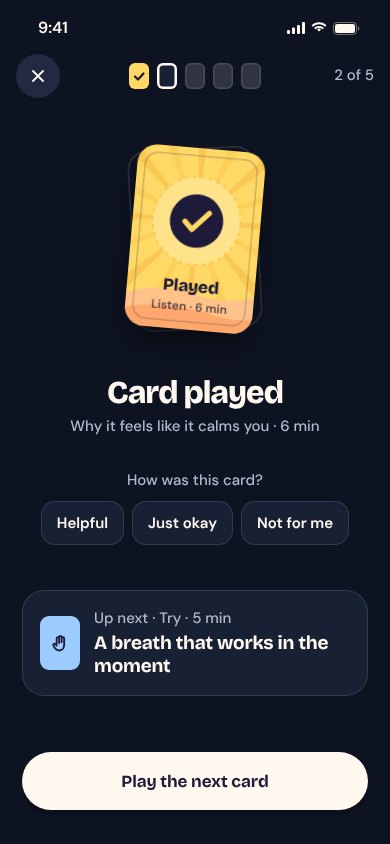 9:41
2 of 5
Played
Listen · 6 min
Card played
Why it feels like it calms you · 6 min
How was this card?
Helpful
Just okay
Not for me
Up next · Try · 5 min
A breath that works in the
moment
Play the next card